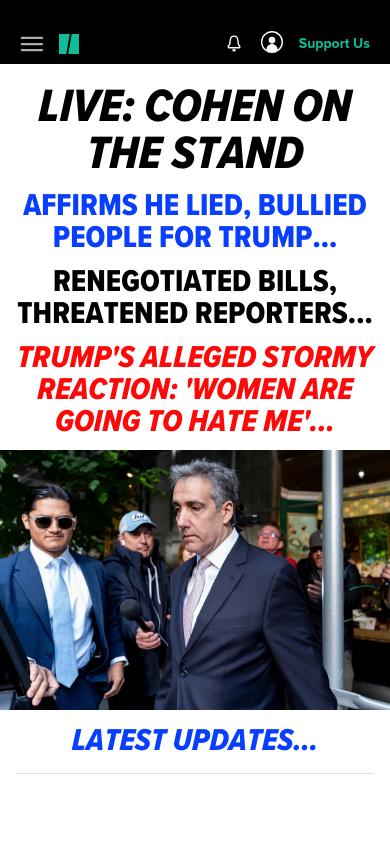 Support Us
LIVE: COHEN ON
THE STAND
AFFIRMS HE LIED, BULLIED
PEOPLE FOR TRUMP...
RENEGOTIATED BILLS,
THREATENED REPORTERS...
TRUMP'S ALLEGED STORMY
REACTION: 'WOMEN ARE
GOING TO HATE ME'...
LATEST UPDATES...